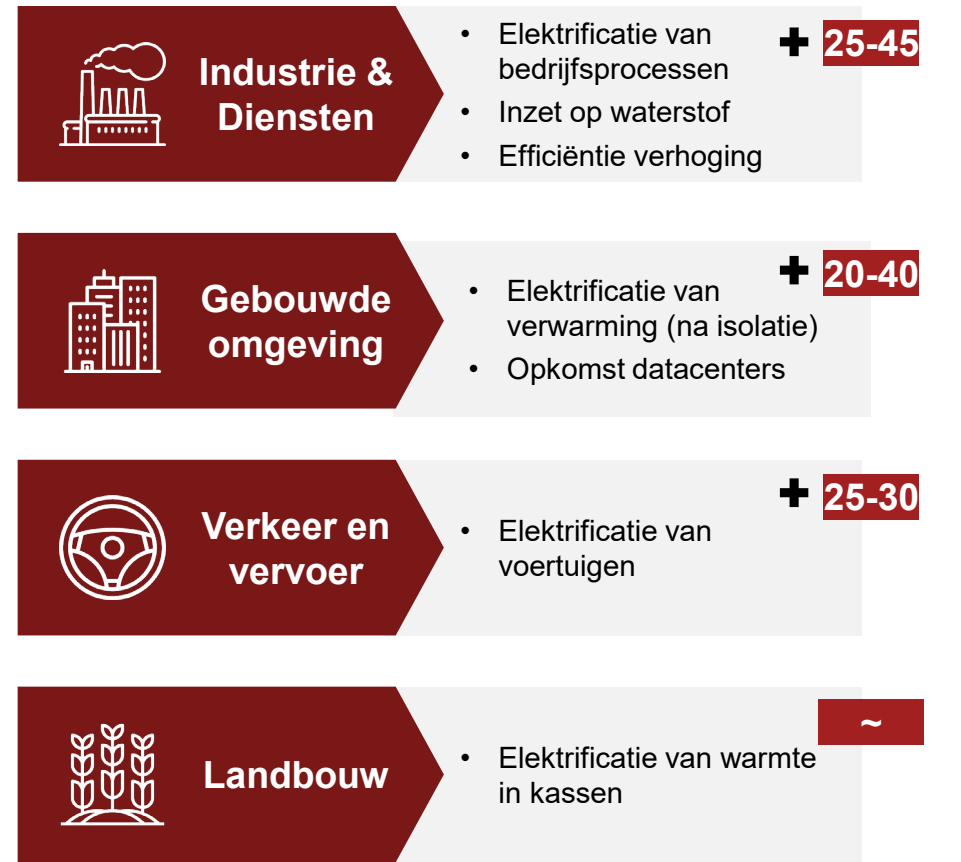 Industrie &
Diensten
• Elektrificatie van
bedrijfsprocessen
• Inzet op waterstof
• Efficiëntie verhoging
+ 25-45
Gebouwde
omgeving
• Elektrificatie van
verwarming (na isolatie)
• Opkomst datacenters
+ 20-40
Verkeer en
vervoer
• Elektrificatie van
voertuigen
+ 25-30
Landbouw
• Elektrificatie van warmte
in kassen
~